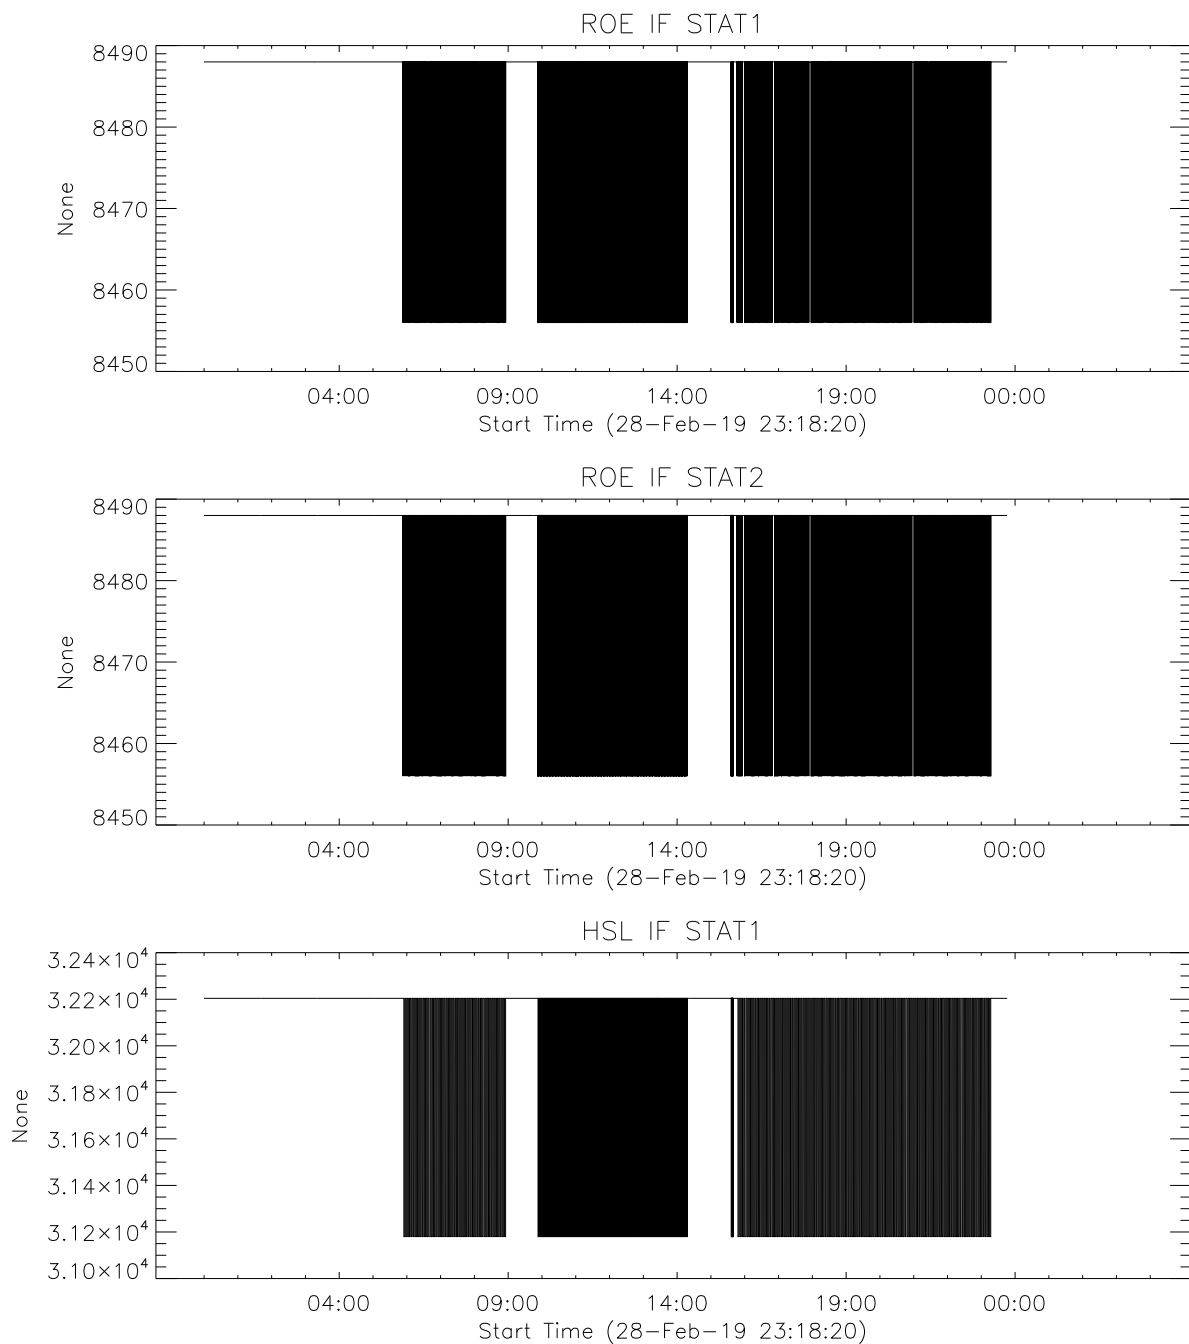 ROE IF STAT1
8490
8480
8470
8460
8450
None
04:00 09:00 14:00 19:00 00:00
Start Time (28-Feb-19 23:18:20)
ROE IF STAT2
8490
8480
8470
8460
8450
None
04:00 09:00 14:00 19:00 00:00
Start Time (28-Feb-19 23:18:20)
HSL IF STAT1
3.24×10⁴
3.22×10⁴
3.20×10⁴
3.18×10⁴
3.16×10⁴
3.14×10⁴
3.12×10⁴
3.10×10⁴
None
04:00 09:00 14:00 19:00 00:00
Start Time (28-Feb-19 23:18:20)